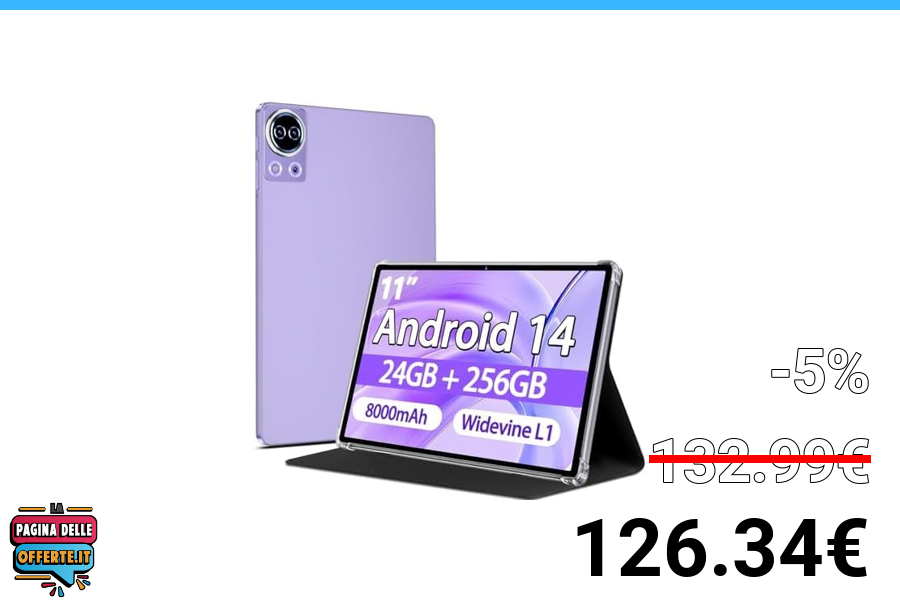 11"
Android 14
24GB + 256GB
8000mAh
Widevine L1
-5%
132.99€
126.34€
LA
PAGINA DELLE
OFFERTE.IT